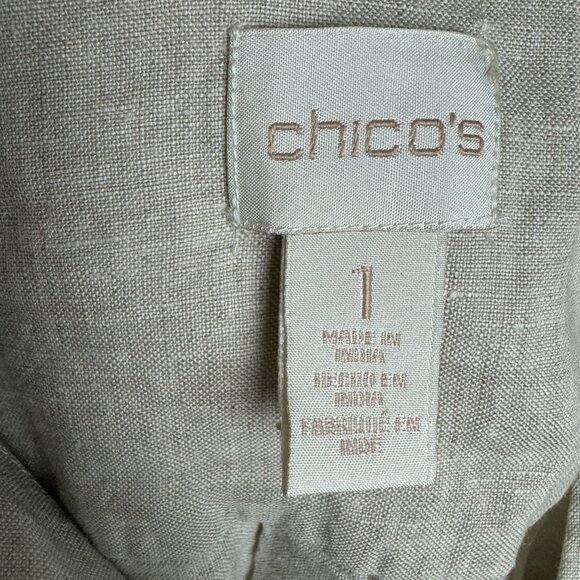 chico's
1
MADE IN
INDIA
HECHO EN
INDIA
FABRIQUÉ EN
INDE